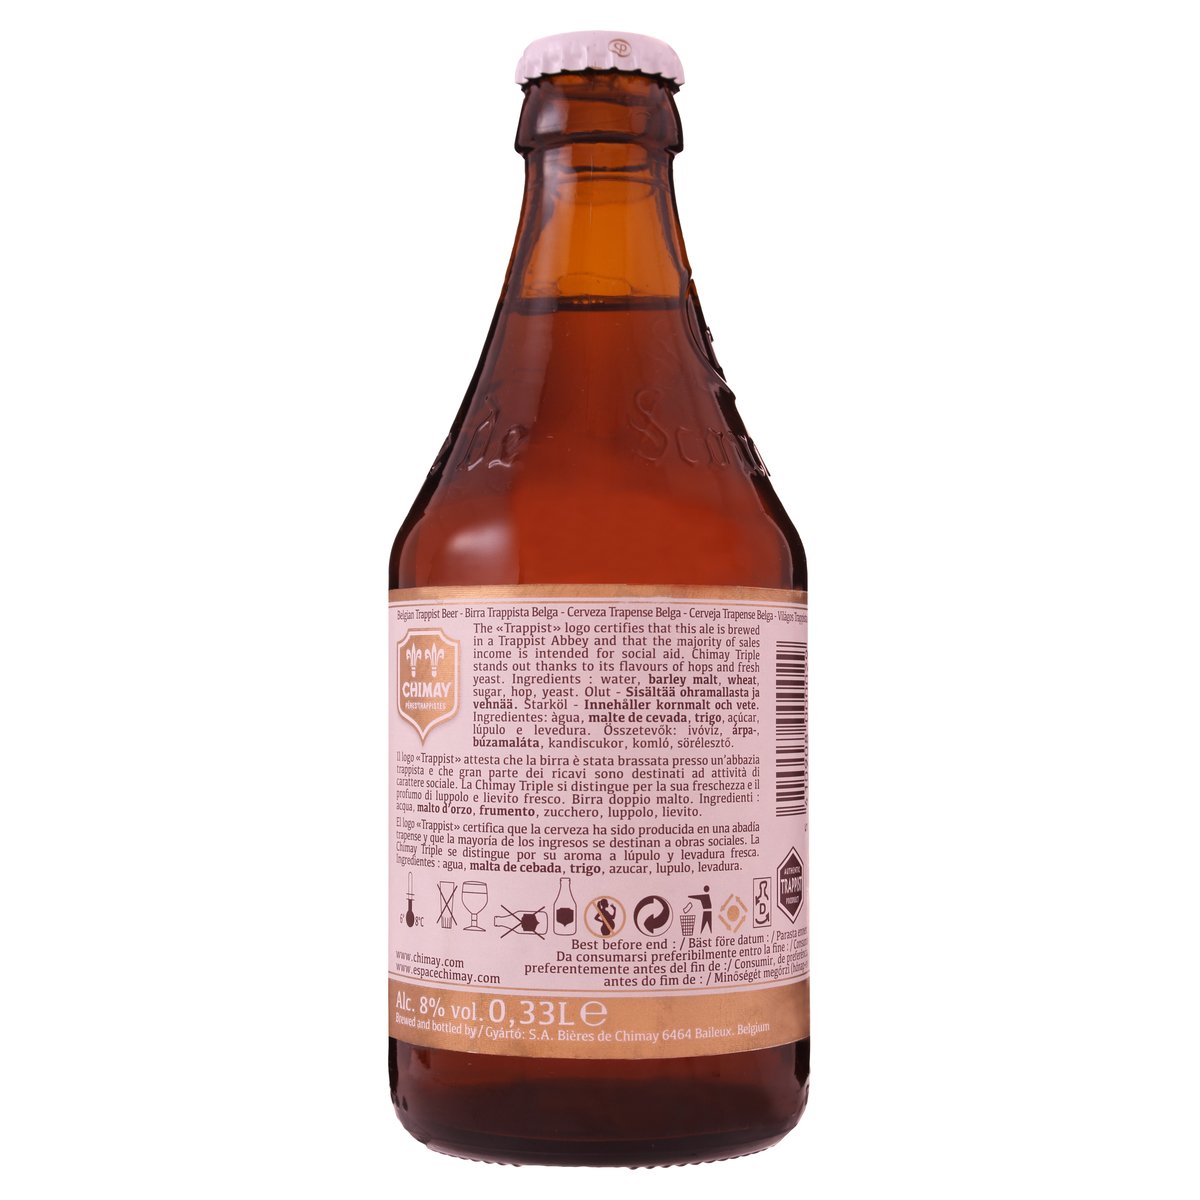 de Scour
Belgian Trappist Beer - Birra Trappista Belga - Cerveza Trapense Belga - Cerveja Trapense Belga - Világos Trappista
CHIMAY
PÈRES TRAPPISTES
The «Trappist» logo certifies that this ale is brewed
in a Trappist Abbey and that the majority of sales
income is intended for social aid. Chimay Triple
stands out thanks to its flavours of hops and fresh
yeast. Ingredients : water, barley malt, wheat,
sugar, hop, yeast. Olut - Sisältää ohramallasta ja
vehnää. Starköl - Innehåller kornmalt och vete.
Ingredientes: àgua, malte de cevada, trigo, açúcar,
lúpulo e levedura. Összetevők: ivóvíz, árpa-,
búzamaláta, kandiscukor, komló, sörélesztő.
Il logo «Trappist» attesta che la birra è stata brassata presso un'abbazia
trappista e che gran parte dei ricavi sono destinati ad attività di
carattere sociale. La Chimay Triple si distingue per la sua freschezza e il
profumo di luppolo e lievito fresco. Birra doppio malto. Ingredienti :
acqua, malto d'orzo, frumento, zucchero, luppolo, lievito.
El logo «Trappist» certifica que la cerveza ha sido producida en una abadía
trapense y que la mayoría de los ingresos se destinan a obras sociales. La
Chimay Triple se distingue por su aroma a lúpulo y levadura fresca.
Ingredientes : agua, malta de cebada, trigo, azucar, lupulo, levadura.
6° 8°C
D
AUTHENTIC
TRAPPIST
PRODUCT
Best before end : / Bäst före datum : / Parasta ennen
Da consumarsi preferibilmente entro la fine : / Consom
preferentemente antes del fin de : / Consumir, de preferência
antes do fim de : / Minőségét megőrzi
www.chimay.com
www.espacechimay.com
Alc. 8% vol. 0,33L ℮
Brewed and bottled by / Gyártó: S.A. Bières de Chimay 6464 Baileux. Belgium